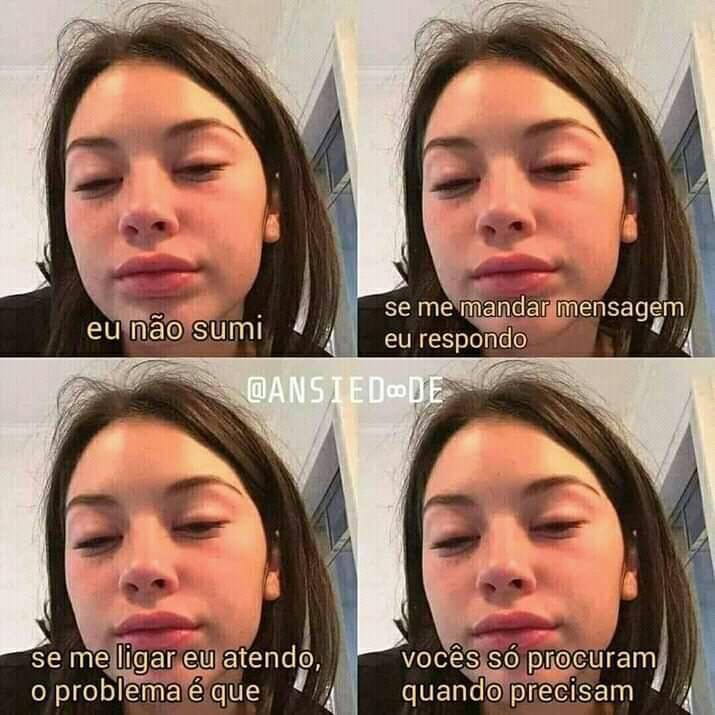 eu não sumi
se me mandar mensagem
eu respondo
@ANSIED∞DE
se me ligar eu atendo,
o problema é que
vocês só procuram
quando precisam